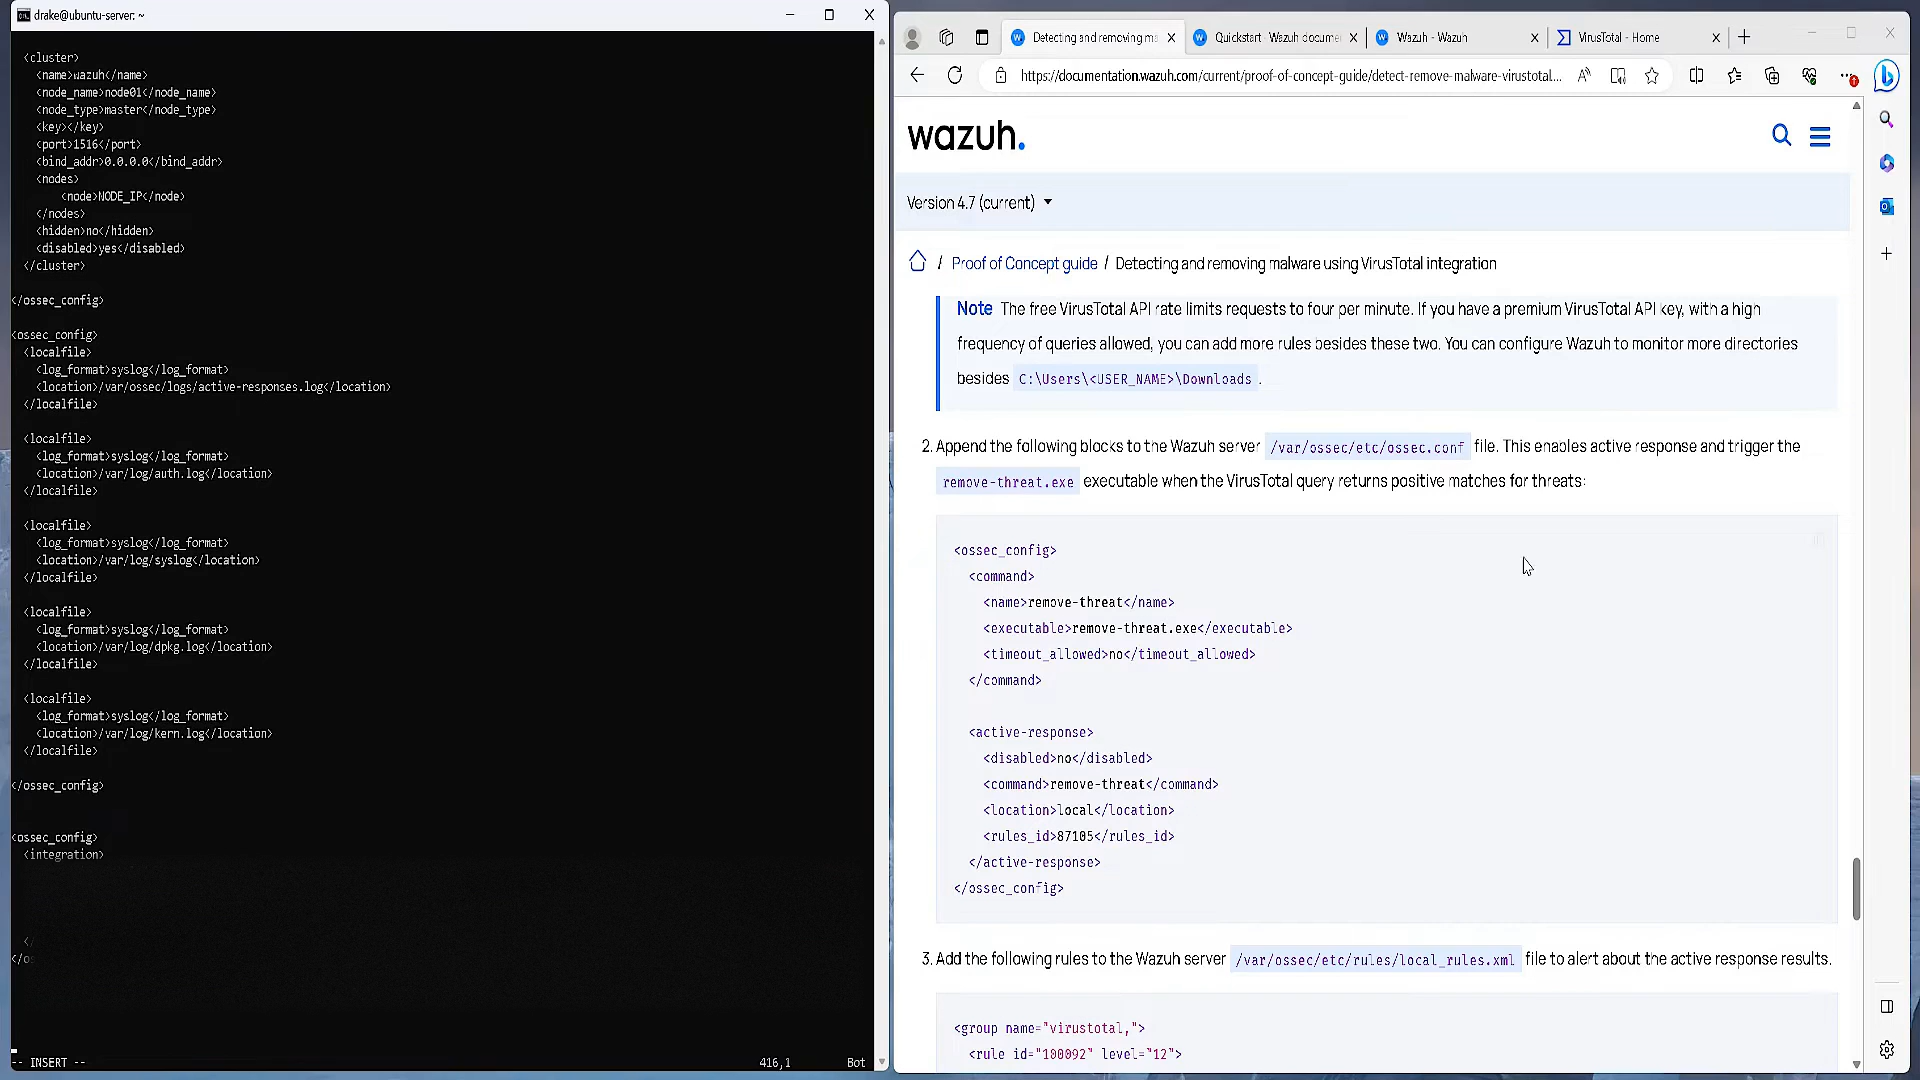 drake@ubuntu-server: ~
<cluster>
<name>wazuh</name>
<node_name>node01</node_name>
<node_type>master</node_type>
<key></key>
<port>1516</port>
<bind_addr>0.0.0.0</bind_addr>
<nodes>
<node>NODE_IP</node>
</nodes>
<hidden>no</hidden>
<disabled>yes</disabled>
</cluster>
</ossec_config>
<ossec_config>
<localfile>
<log_format>syslog</log_format>
<location>/var/ossec/logs/active-responses.log</location>
</localfile>
<localfile>
<log_format>syslog</log_format>
<location>/var/log/auth.log</location>
</localfile>
<localfile>
<log_format>syslog</log_format>
<location>/var/log/syslog</location>
</localfile>
<localfile>
<log_format>syslog</log_format>
<location>/var/log/dpkg.log</location>
</localfile>
<localfile>
<log_format>syslog</log_format>
<location>/var/log/kern.log</location>
</localfile>
</ossec_config>
<ossec_config>
<integration>
</
</os
-- INSERT -- 416,1 Bot
Detecting and removing ma
Quickstart · Wazuh docume
Wazuh - Wazuh
VirusTotal - Home
https://documentation.wazuh.com/current/proof-of-concept-guide/detect-remove-malware-virustotal...
wazuh.
Version 4.7 (current)
/ Proof of Concept guide / Detecting and removing malware using VirusTotal integration
Note The free VirusTotal API rate limits requests to four per minute. If you have a premium VirusTotal API key, with a high
frequency of queries allowed, you can add more rules besides these two. You can configure Wazuh to monitor more directories
besides C:\Users\<USER_NAME>\Downloads .
2. Append the following blocks to the Wazuh server /var/ossec/etc/ossec.conf file. This enables active response and trigger the
remove-threat.exe executable when the VirusTotal query returns positive matches for threats:
<ossec_config>
<command>
<name>remove-threat</name>
<executable>remove-threat.exe</executable>
<timeout_allowed>no</timeout_allowed>
</command>
<active-response>
<disabled>no</disabled>
<command>remove-threat</command>
<location>local</location>
<rules_id>87105</rules_id>
</active-response>
</ossec_config>
3. Add the following rules to the Wazuh server /var/ossec/etc/rules/local_rules.xml file to alert about the active response results.
<group name="virustotal,">
<rule id="100092" level="12">